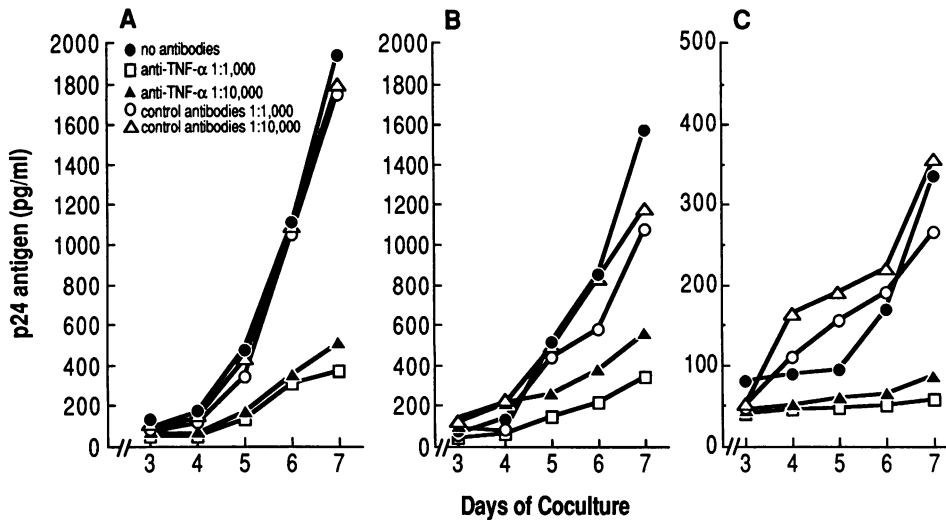 A
B
C
2000
1800
1600
1400
1200
1000
800
600
400
200
0
no antibodies
anti-TNF-α 1:1,000
anti-TNF-α 1:10,000
control antibodies 1:1,000
control antibodies 1:10,000
2000
1800
1600
1400
1200
1000
800
600
400
200
0
500
400
300
200
100
0
p24 antigen (pg/ml)
3 4 5 6 7
3 4 5 6 7
3 4 5 6 7
Days of Coculture